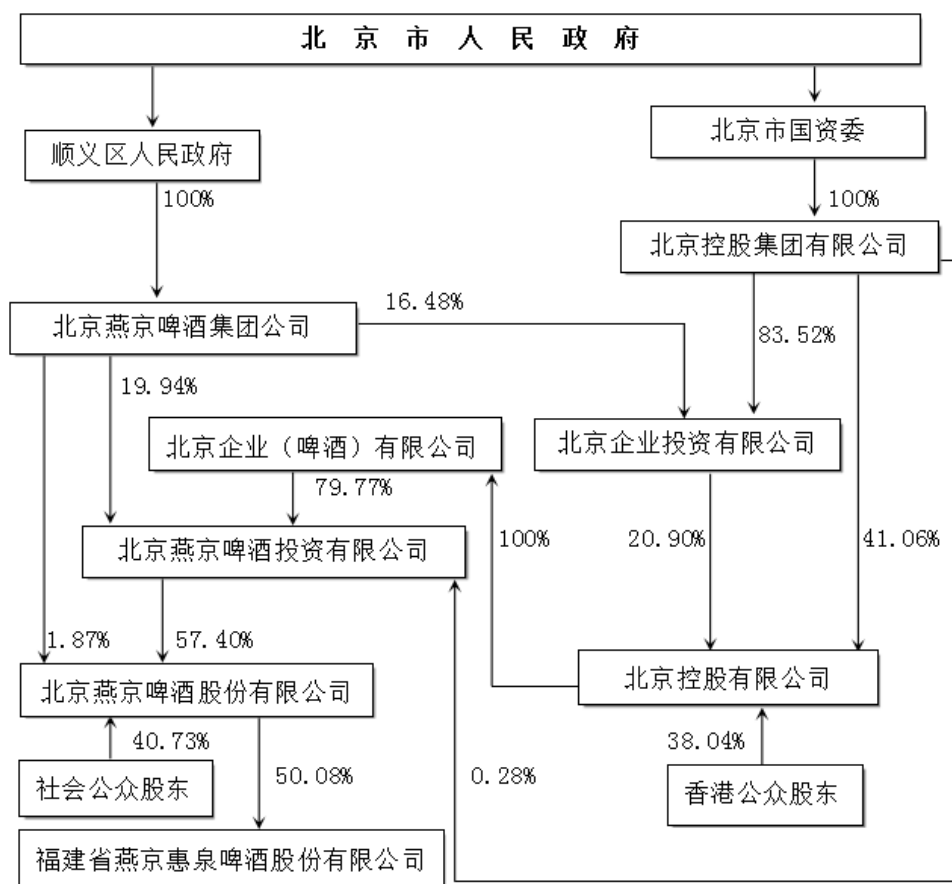 北京市人民政府
北京市国资委
顺义区人民政府
100%
100%
北京控股集团有限公司
16.48%
北京燕京啤酒集团公司
83.52%
19.94%
北京企业（啤酒）有限公司
北京企业投资有限公司
79.77%
北京燕京啤酒投资有限公司
100%
20.90%
41.06%
1.87%
57.40%
北京燕京啤酒股份有限公司
北京控股有限公司
40.73%
38.04%
社会公众股东
50.08%
0.28%
香港公众股东
福建省燕京惠泉啤酒股份有限公司